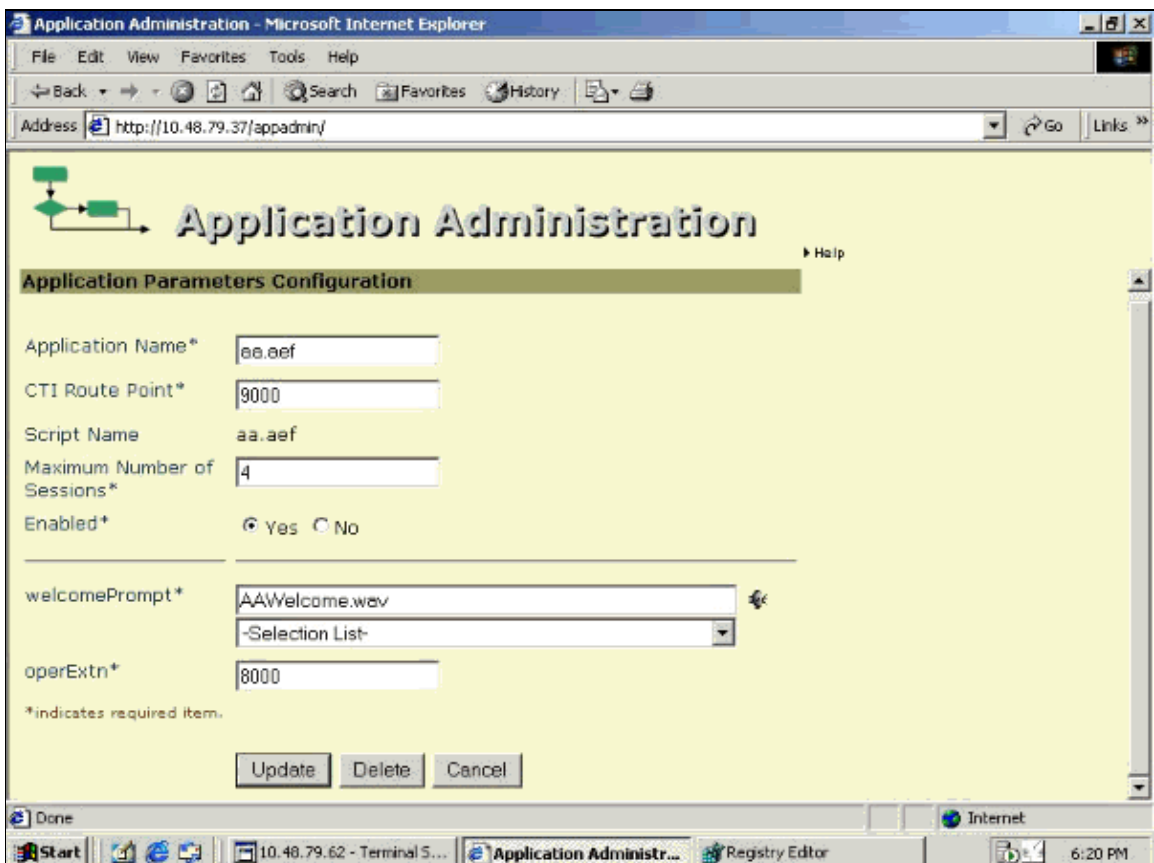 Application Administration - Microsoft Internet Explorer
File Edit View Favorites Tools Help
Back Search Favorites History
Address http://10.48.79.37/appadmin/ Go Links »
Application Administration
Help
Application Parameters Configuration
Application Name* aa.aef
CTI Route Point* 9000
Script Name aa.aef
Maximum Number of
Sessions* 4
Enabled* Yes No
welcomePrompt* AAWelcome.wav
-Selection List-
operExtn* 8000
*indicates required item.
Update Delete Cancel
Done Internet
Start 10.48.79.62 - Terminal S... Application Administr... Registry Editor 6:20 PM